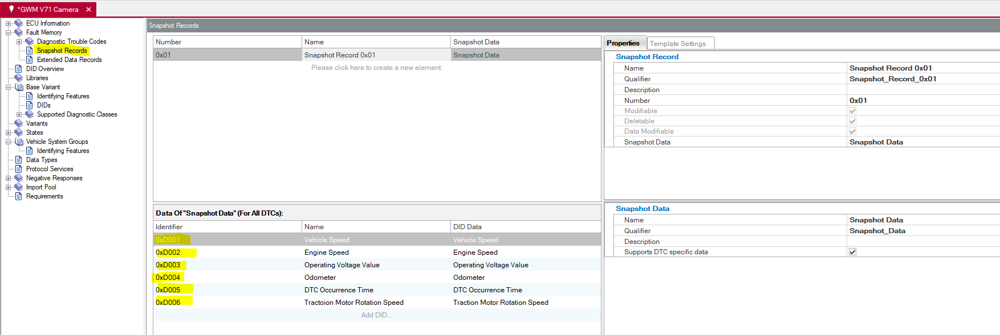 *GWM V71 Camera ×
ECU Information
Fault Memory
Diagnostic Trouble Codes
Snapshot Records
Extended Data Records
DID Overview
Libraries
Base Variant
Identifying Features
DIDs
Supported Diagnostic Classes
Variants
States
Vehicle System Groups
Identifying Features
Data Types
Protocol Services
Negative Responses
Import Pool
Requirements
Snapshot Records
Number Name Snapshot Data
0x01 Snapshot Record 0x01 Snapshot Data
Please click here to create a new element.
Data Of "Snapshot Data" (For All DTCs):
Identifier Name DID Data
0xD001 Vehicle Speed Vehicle Speed
0xD002 Engine Speed Engine Speed
0xD003 Operating Voltage Value Operating Voltage Value
0xD004 Odometer Odometer
0xD005 DTC Occurrence Time DTC Occurrence Time
0xD006 Tractoion Motor Rotation Speed Traction Motor Rotation Speed
Add DID...
Properties Template Settings
Snapshot Record
Name Snapshot Record 0x01
Qualifier Snapshot_Record_0x01
Description
Number 0x01
Modifiable
Deletable
Data Modifiable
Snapshot Data Snapshot Data
Snapshot Data
Name Snapshot Data
Qualifier Snapshot_Data
Description
Supports DTC specific data